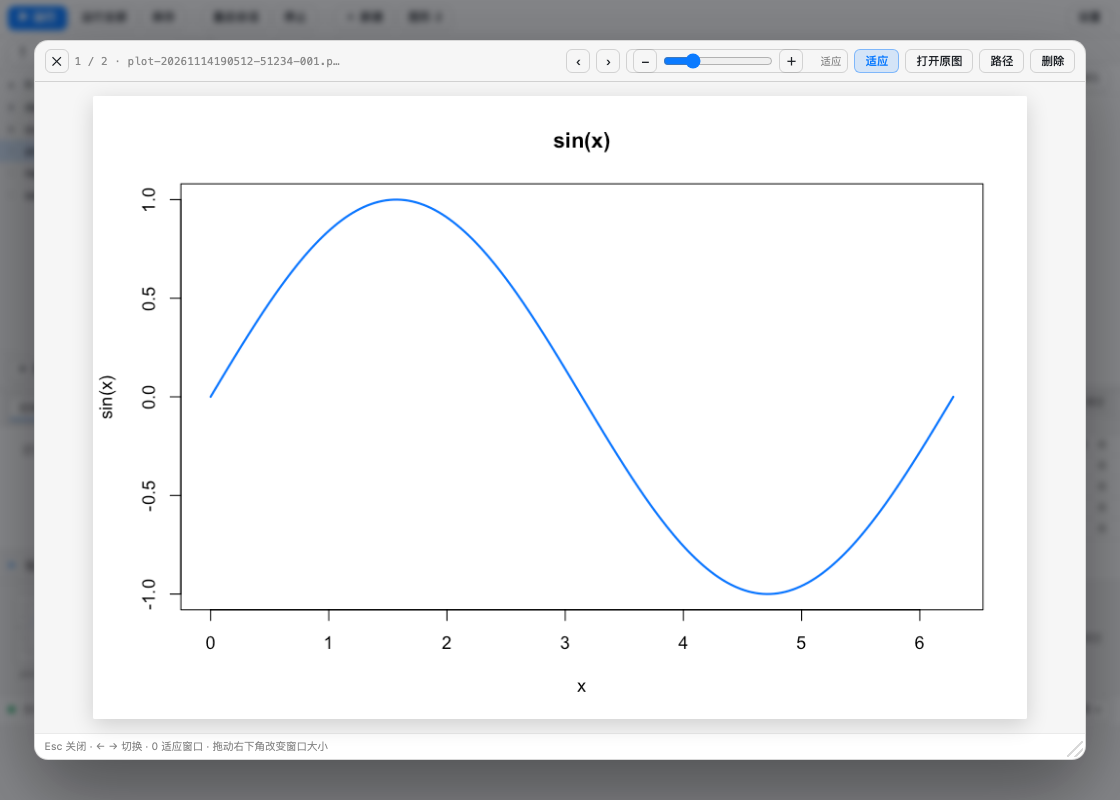 ✕ 1 / 2 · plot-20261114190512-51234-001.p… ‹ › − + 适应 适应 打开原图 路径 删除
sin(x)
1.0
0.5
0.0
-0.5
-1.0
sin(x)
0 1 2 3 4 5 6
x
Esc 关闭 · ← → 切换 · 0 适应窗口 · 拖动右下角改变窗口大小